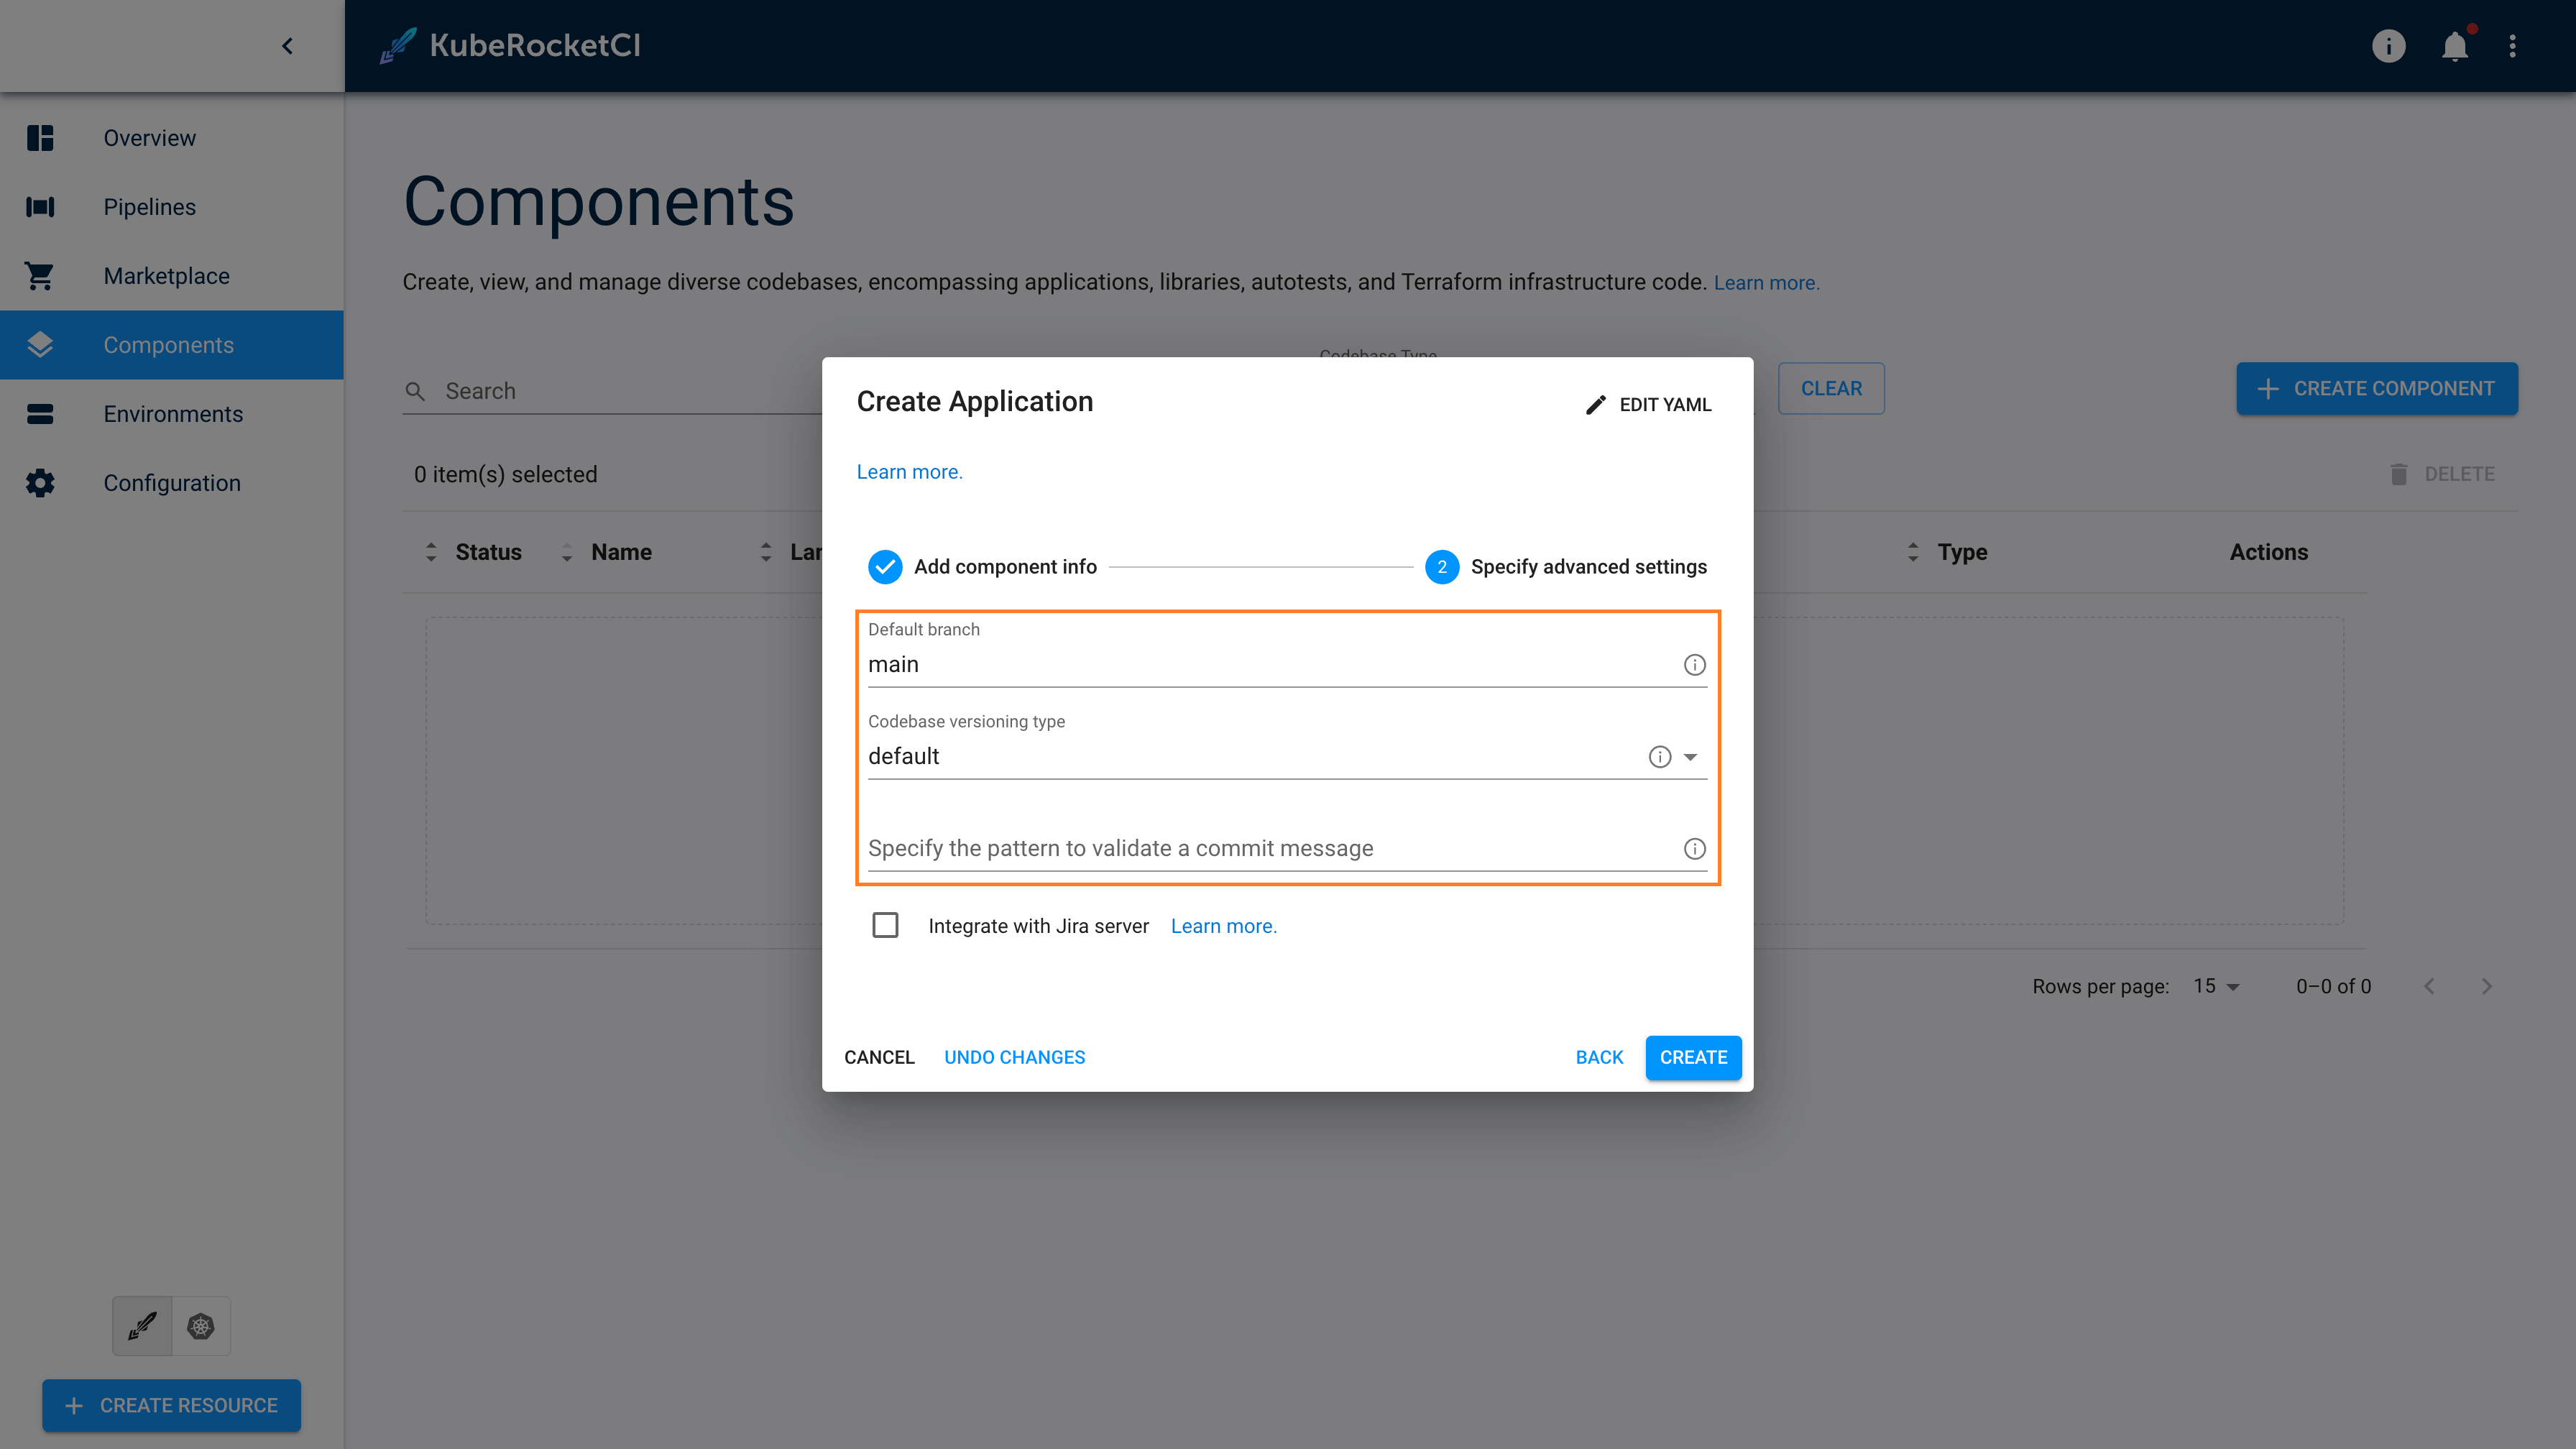 KubeRocketCI
Overview
Pipelines
Marketplace
Components
Environments
Configuration
CREATE RESOURCE
Components
Create, view, and manage diverse codebases, encompassing applications, libraries, autotests, and Terraform infrastructure code. Learn more.
Search
Codebase Type
CLEAR
CREATE COMPONENT
0 item(s) selected
DELETE
Status Name Lan Type Actions
Rows per page: 15 0–0 of 0
Create Application
EDIT YAML
Learn more.
Add component info
2 Specify advanced settings
Default branch
main
Codebase versioning type
default
Specify the pattern to validate a commit message
Integrate with Jira server Learn more.
CANCEL UNDO CHANGES BACK CREATE